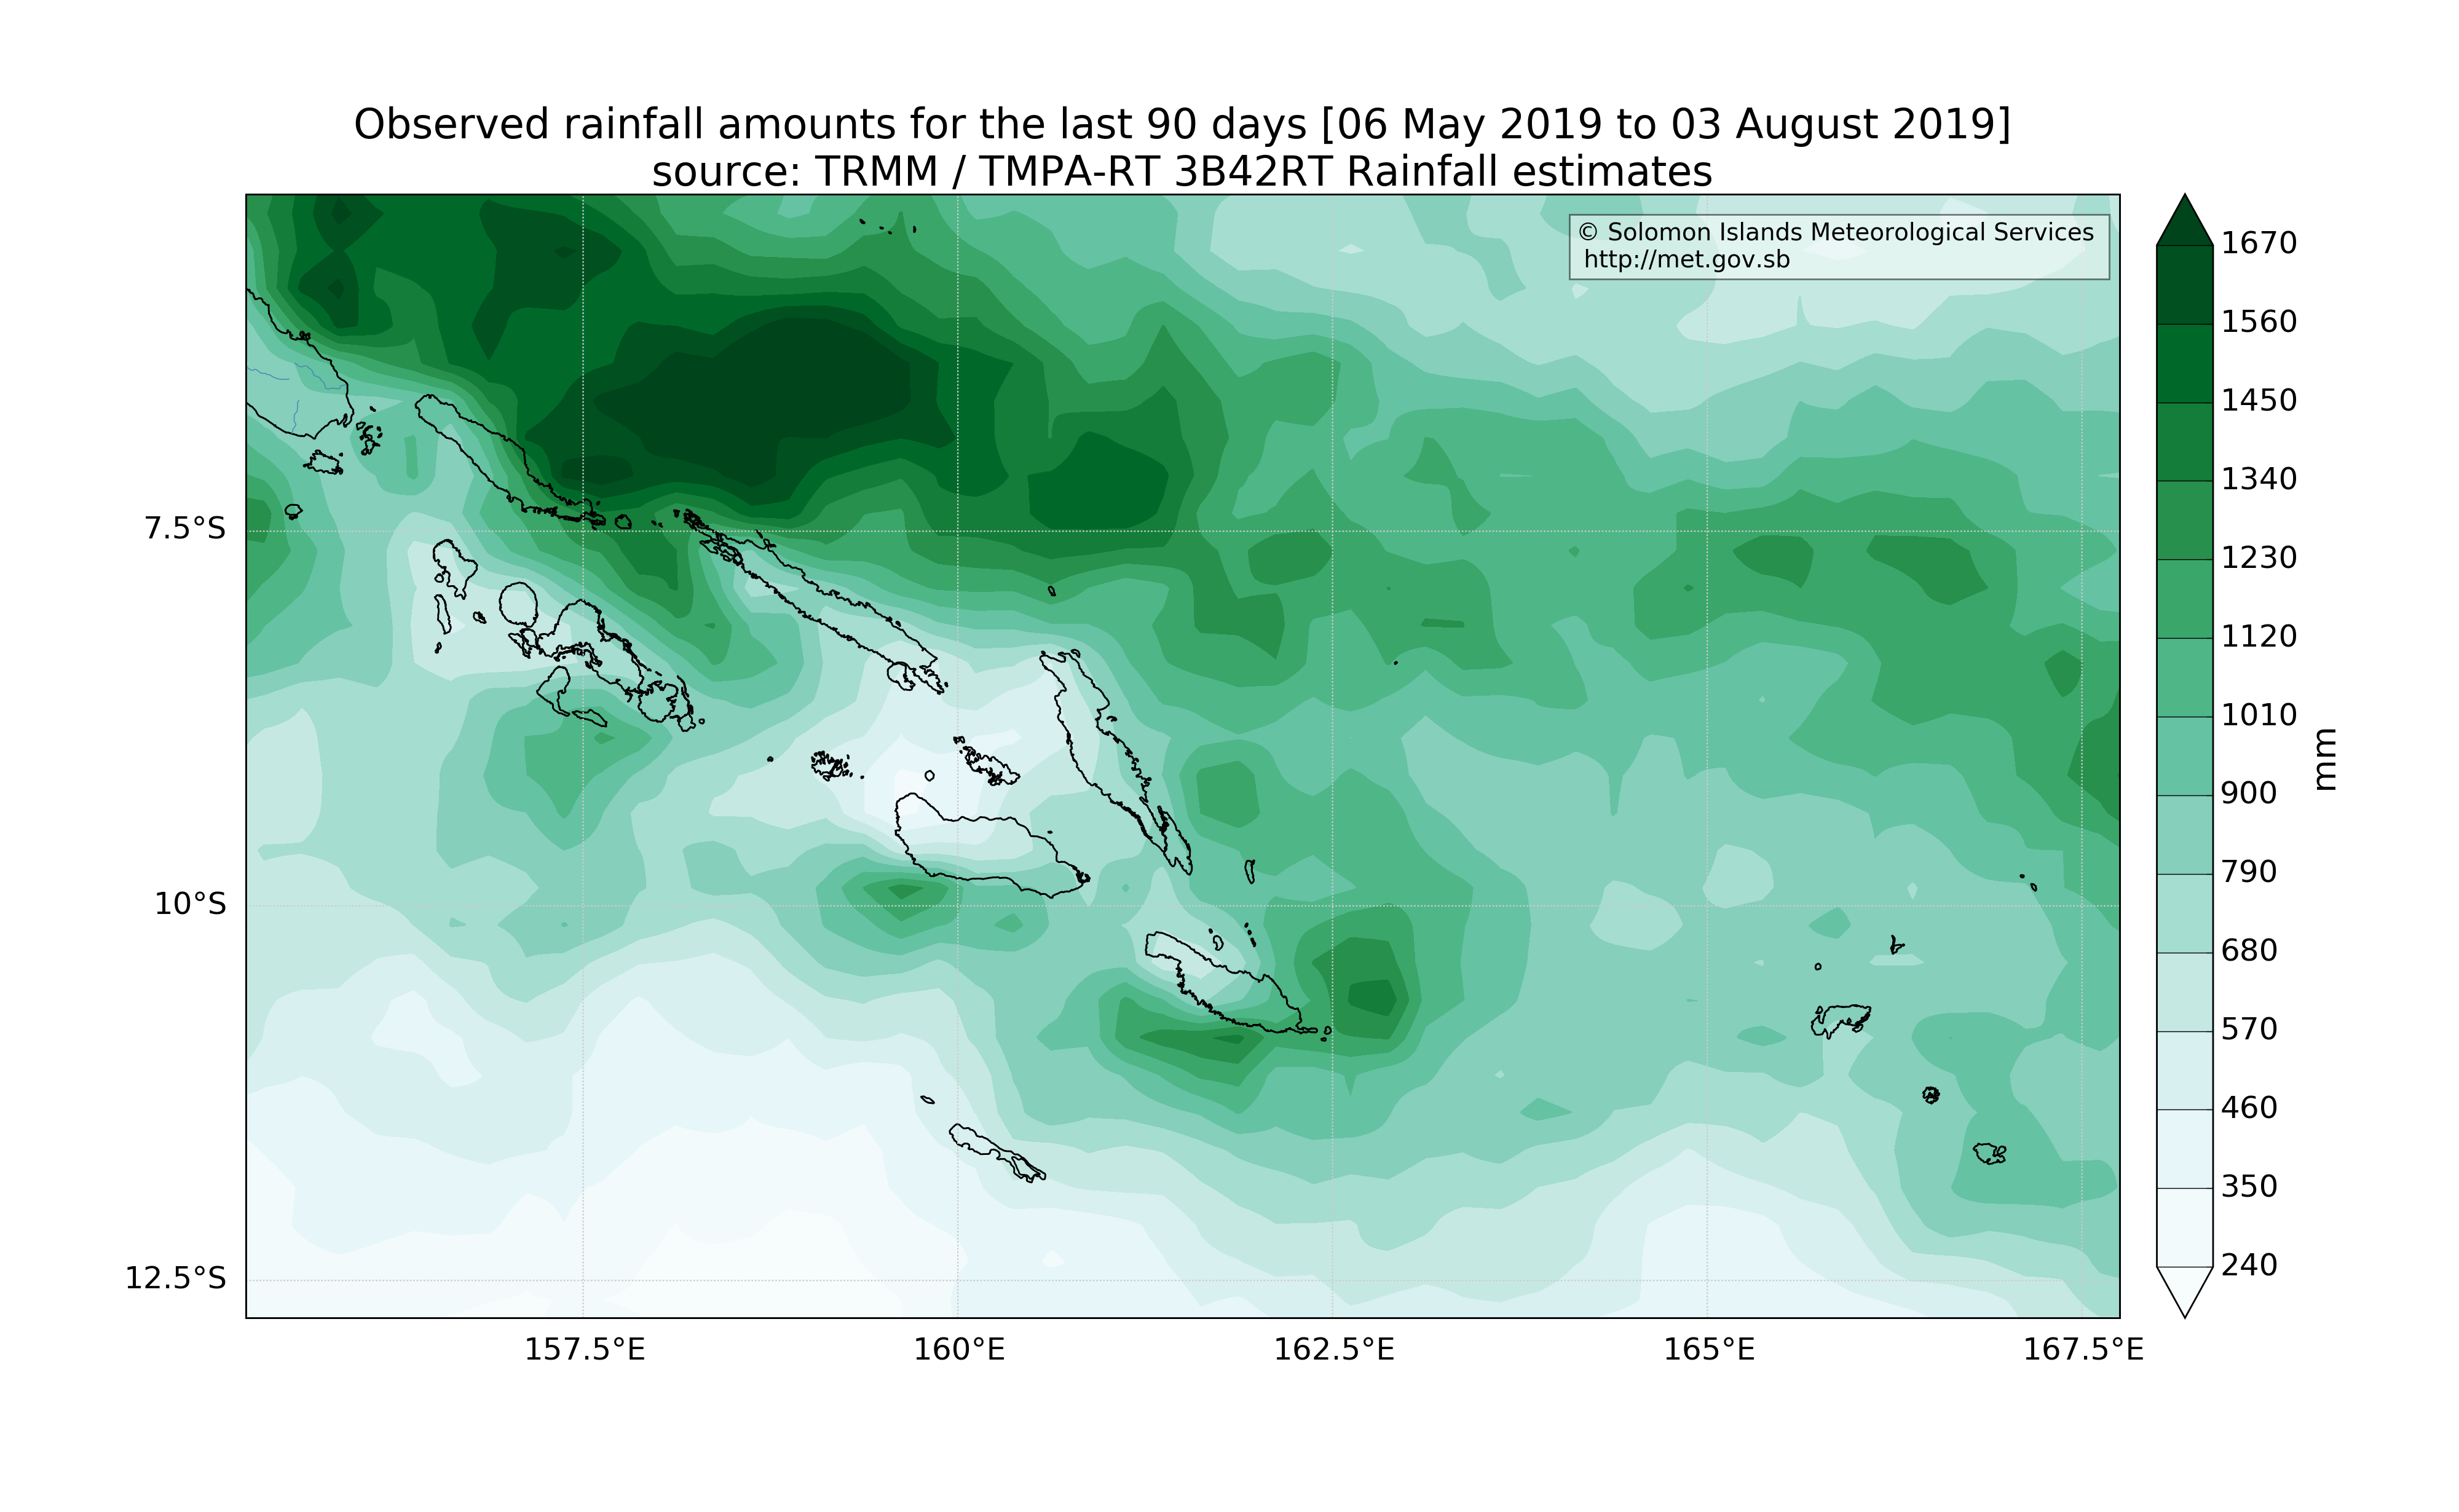 Observed rainfall amounts for the last 90 days [06 May 2019 to 03 August 2019]
source: TRMM / TMPA-RT 3B42RT Rainfall estimates
© Solomon Islands Meteorological Services
http://met.gov.sb
7.5°S
10°S
12.5°S
157.5°E
160°E
162.5°E
165°E
167.5°E
1670
1560
1450
1340
1230
1120
1010
900
790
680
570
460
350
240
mm